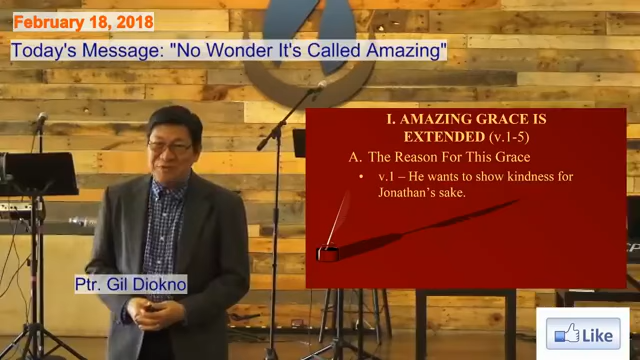 February 18, 2018
Today's Message: "No Wonder It's Called Amazing"
I. AMAZING GRACE IS
EXTENDED (v.1-5)
A. The Reason For This Grace
• v.1 – He wants to show kindness for
Jonathan's sake.
Ptr. Gil Diokno
Like